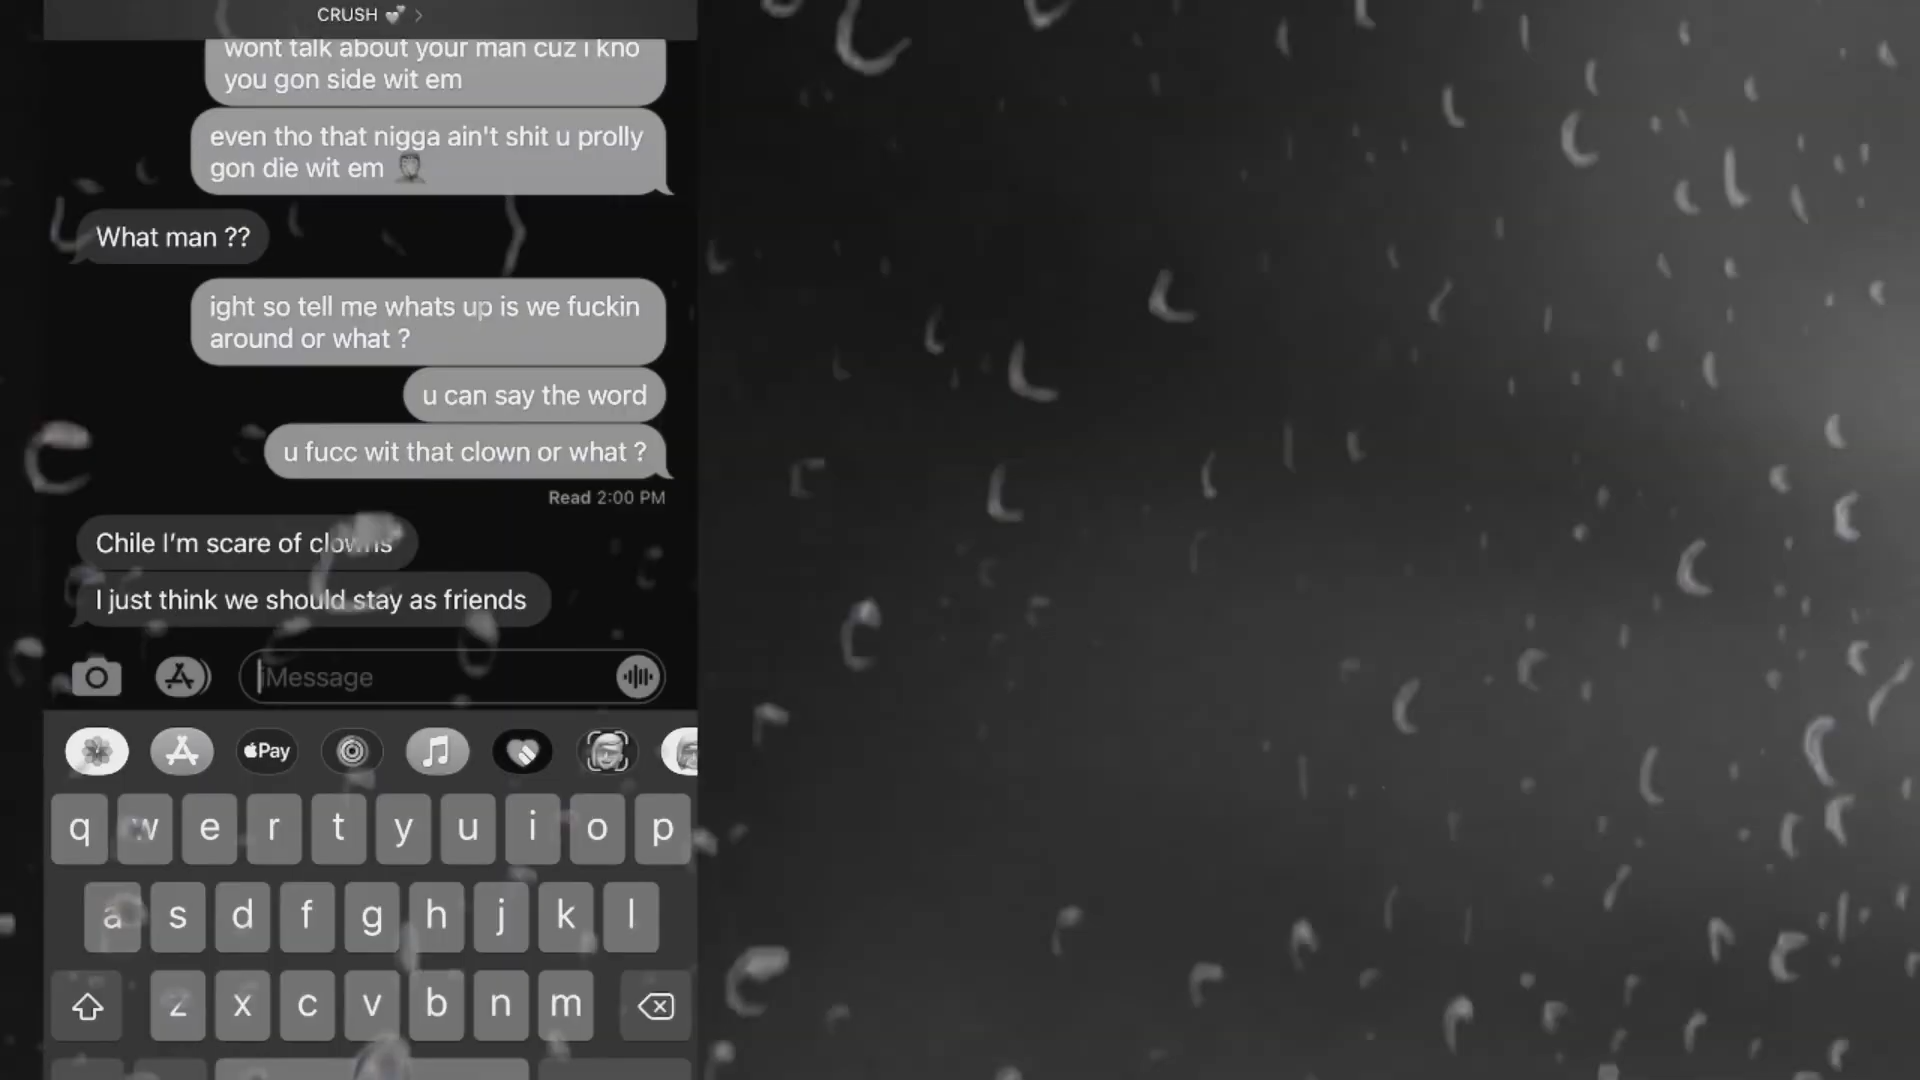 CRUSH 💕 >
wont talk about your man cuz i kno
you gon side wit em
even tho that nigga ain't shit u prolly
gon die wit em 🤦🏽‍♂️
What man ??
ight so tell me whats up is we fuckin
around or what ?
u can say the word
u fucc wit that clown or what ?
Read 2:00 PM
Chile I'm scare of clowns
I just think we should stay as friends
iMessage
Pay
q w e r t y u i o p
a s d f g h j k l
z x c v b n m